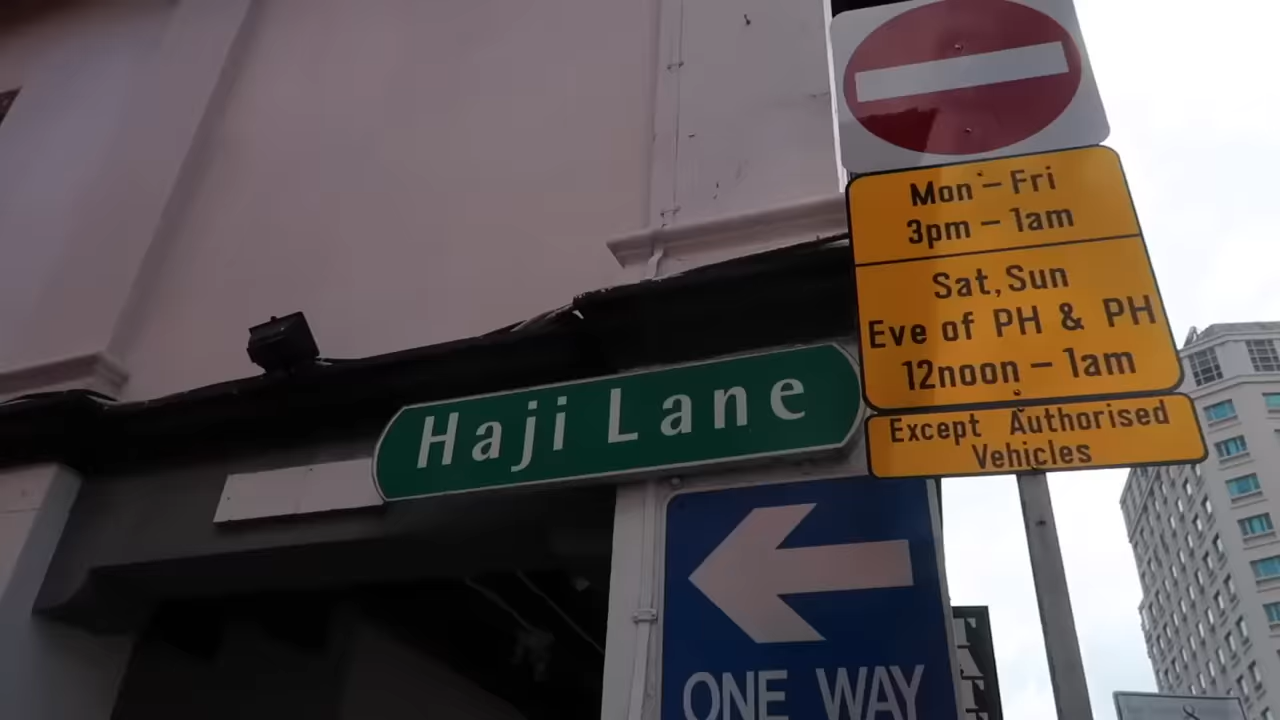 Mon – Fri
3pm – 1am
Sat, Sun
Eve of PH & PH
12noon – 1am
Except Authorised
Vehicles
Haji Lane
ONE WAY